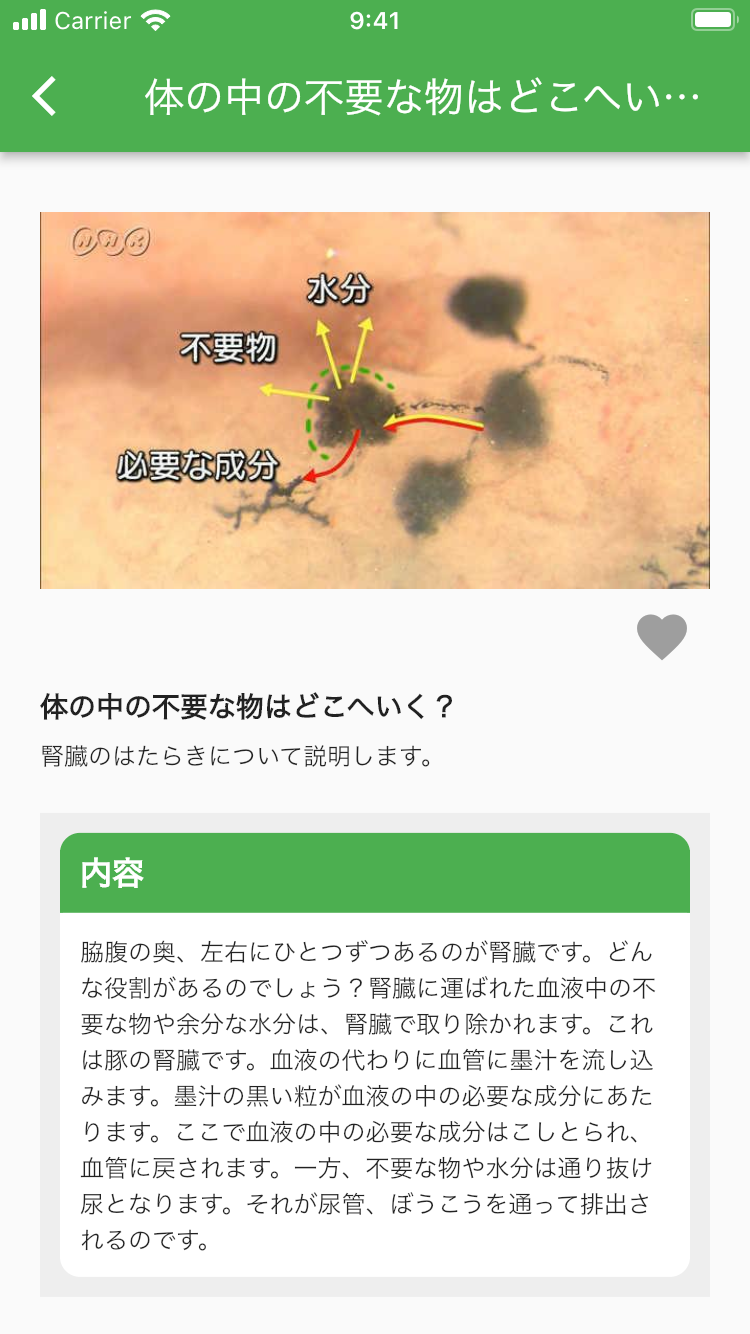 Carrier 9:41
体の中の不要な物はどこへい…
NHK
水分
不要物
必要な成分
体の中の不要な物はどこへいく？
腎臓のはたらきについて説明します。
内容
脇腹の奥、左右にひとつずつあるのが腎臓です。どん
な役割があるのでしょう？腎臓に運ばれた血液中の不
要な物や余分な水分は、腎臓で取り除かれます。これ
は豚の腎臓です。血液の代わりに血管に墨汁を流し込
みます。墨汁の黒い粒が血液の中の必要な成分にあた
ります。ここで血液の中の必要な成分はこしとられ、
血管に戻されます。一方、不要な物や水分は通り抜け
尿となります。それが尿管、ぼうこうを通って排出さ
れるのです。